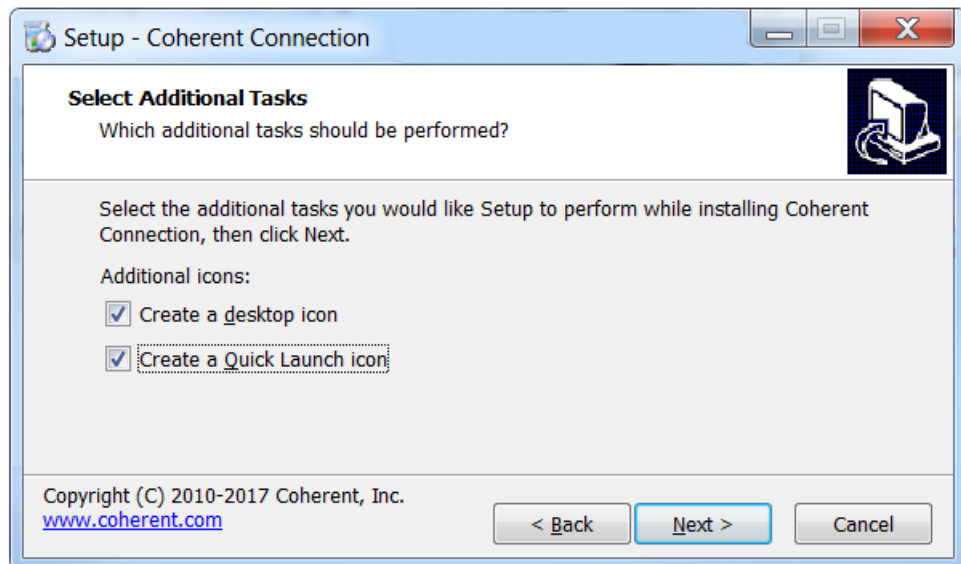 Setup - Coherent Connection
Select Additional Tasks
Which additional tasks should be performed?
Select the additional tasks you would like Setup to perform while installing Coherent
Connection, then click Next.
Additional icons:
Create a desktop icon
Create a Quick Launch icon
Copyright (C) 2010-2017 Coherent, Inc.
www.coherent.com
< Back Next > Cancel